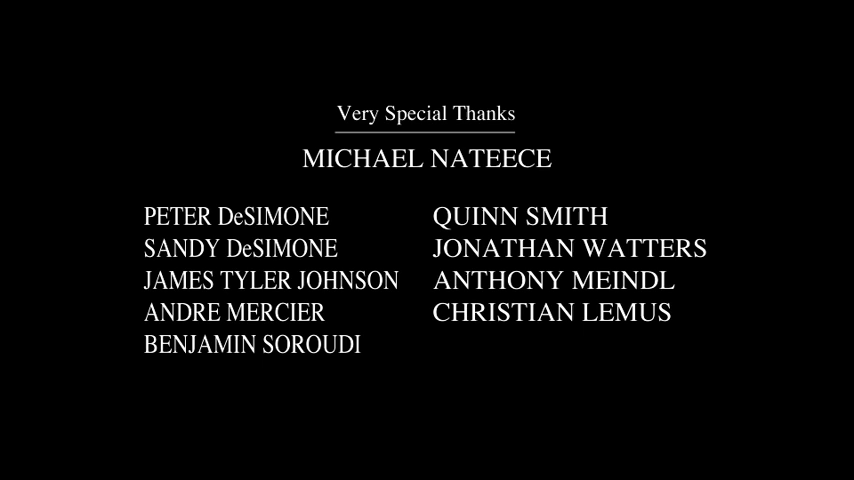 Very Special Thanks
MICHAEL NATEECE
PETER DeSIMONE
SANDY DeSIMONE
JAMES TYLER JOHNSON
ANDRE MERCIER
BENJAMIN SOROUDI
QUINN SMITH
JONATHAN WATTERS
ANTHONY MEINDL
CHRISTIAN LEMUS